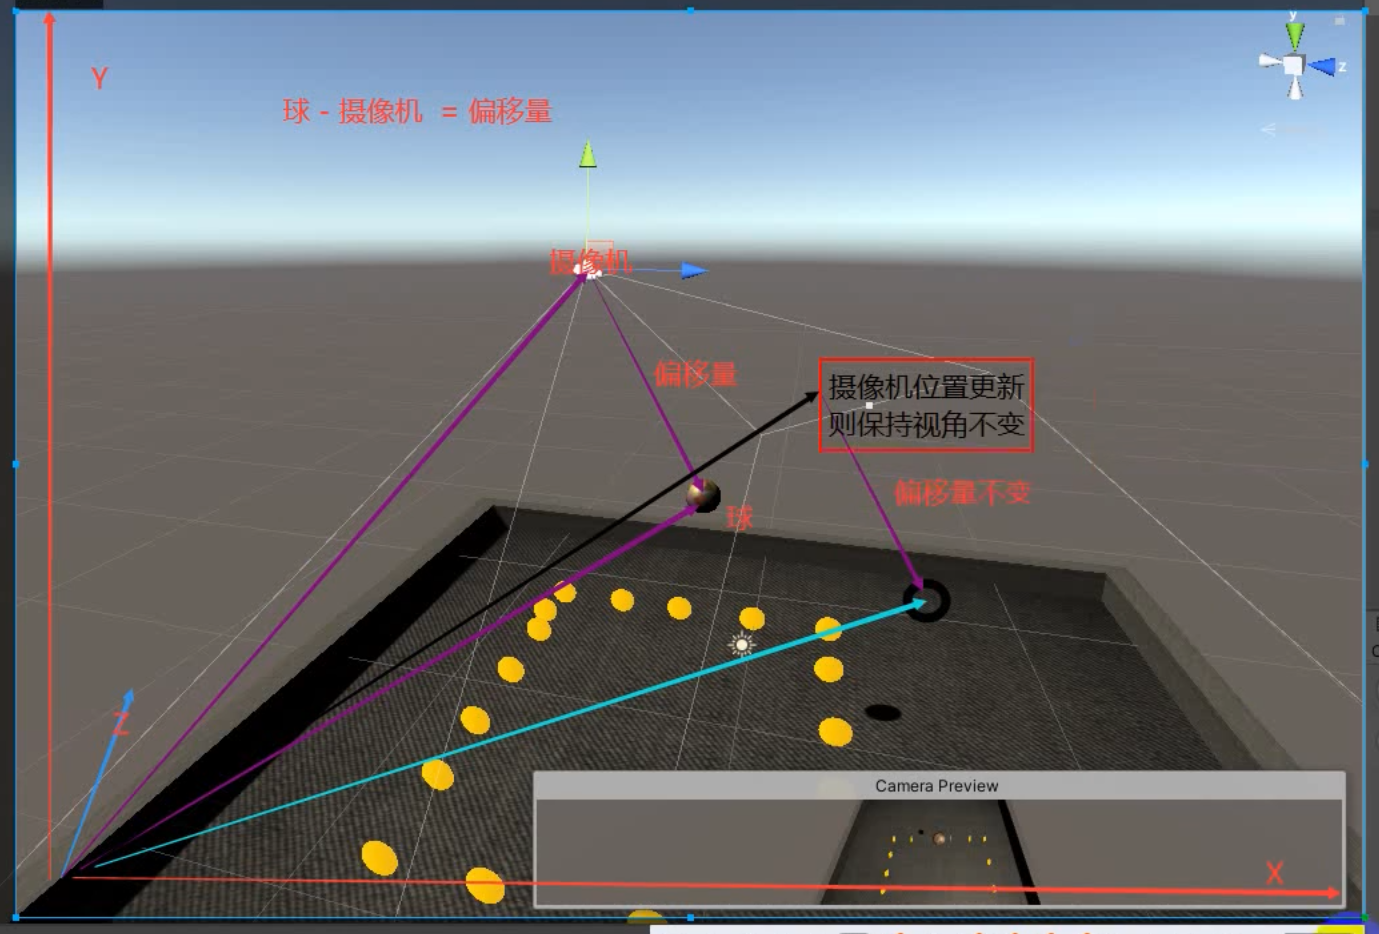 y
Y
球 - 摄像机 = 偏移量
z
摄像机
偏移量
摄像机位置更新
则保持视角不变
偏移量不变
球
Z
Camera Preview
X